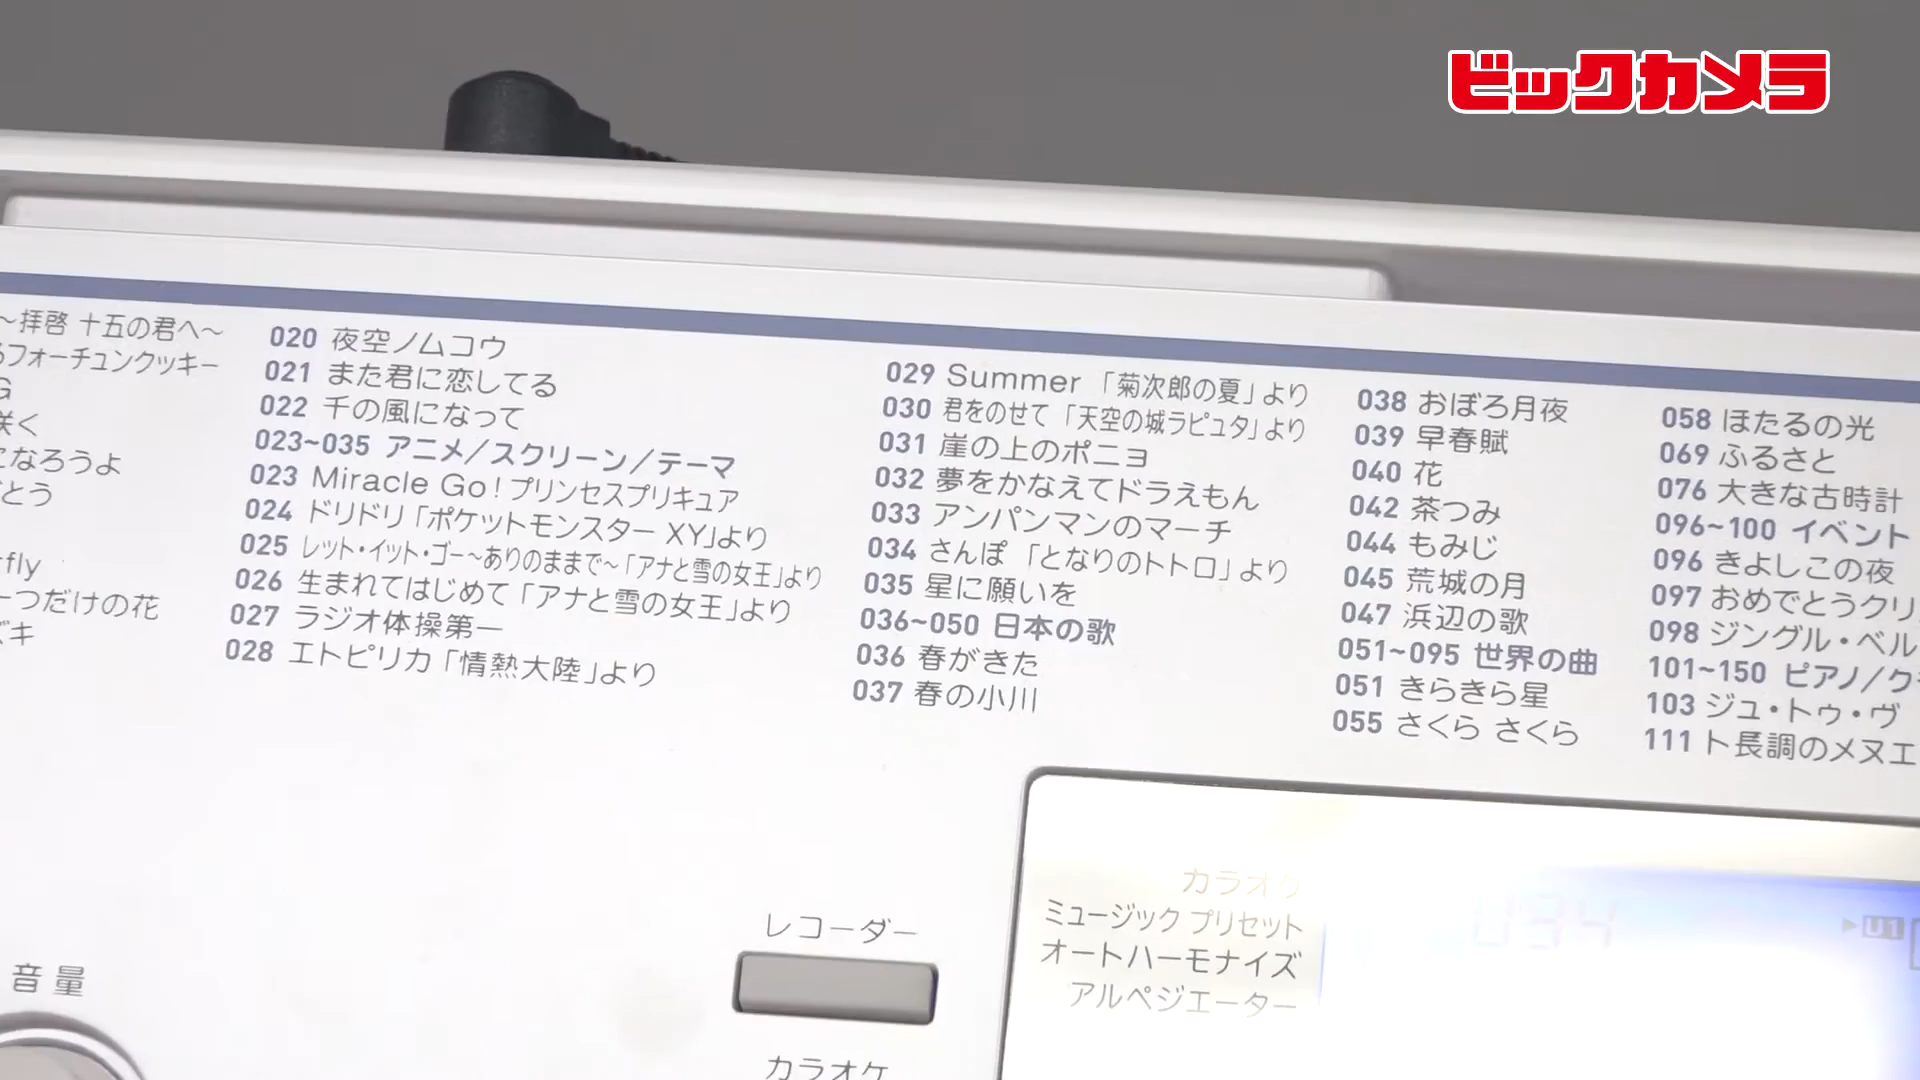 ビックカメラ
～拝啓 十五の君へ～
フォーチュンクッキー
G
咲く
なろうよ
とう
fly
一つだけの花
キ
020 夜空ノムコウ
021 また君に恋してる
022 千の風になって
023~035 アニメ／スクリーン／テーマ
023 Miracle Go！プリンセスプリキュア
024 ドリドリ「ポケットモンスター XY」より
025 レット・イット・ゴー～ありのままで～「アナと雪の女王」より
026 生まれてはじめて「アナと雪の女王」より
027 ラジオ体操第一
028 エトピリカ「情熱大陸」より
029 Summer 「菊次郎の夏」より
030 君をのせて「天空の城ラピュタ」より
031 崖の上のポニョ
032 夢をかなえてドラえもん
033 アンパンマンのマーチ
034 さんぽ「となりのトトロ」より
035 星に願いを
036~050 日本の歌
036 春がきた
037 春の小川
038 おぼろ月夜
039 早春賦
040 花
042 茶つみ
044 もみじ
045 荒城の月
047 浜辺の歌
051~095 世界の曲
051 きらきら星
055 さくら さくら
058 ほたるの光
069 ふるさと
076 大きな古時計
096~100 イベント
096 きよしこの夜
097 おめでとうクリ
098 ジングル・ベル
101~150 ピアノ／ク
103 ジュ・トゥ・ヴ
111 ト長調のメヌエ
カラオケ
ミュージック プリセット
オートハーモナイズ
アルペジエーター
034
U1
レコーダー
音量
カラオケ